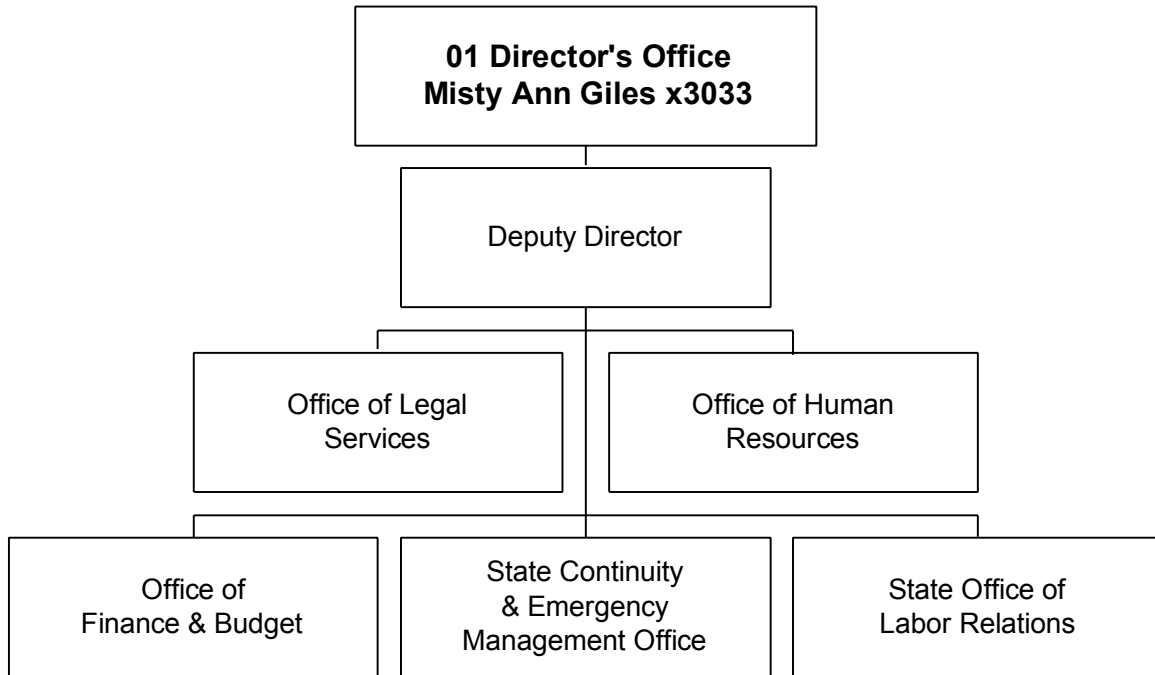 01 Director's Office
Misty Ann Giles x3033
Deputy Director
Office of Legal
Services
Office of Human
Resources
Office of
Finance & Budget
State Continuity
& Emergency
Management Office
State Office of
Labor Relations